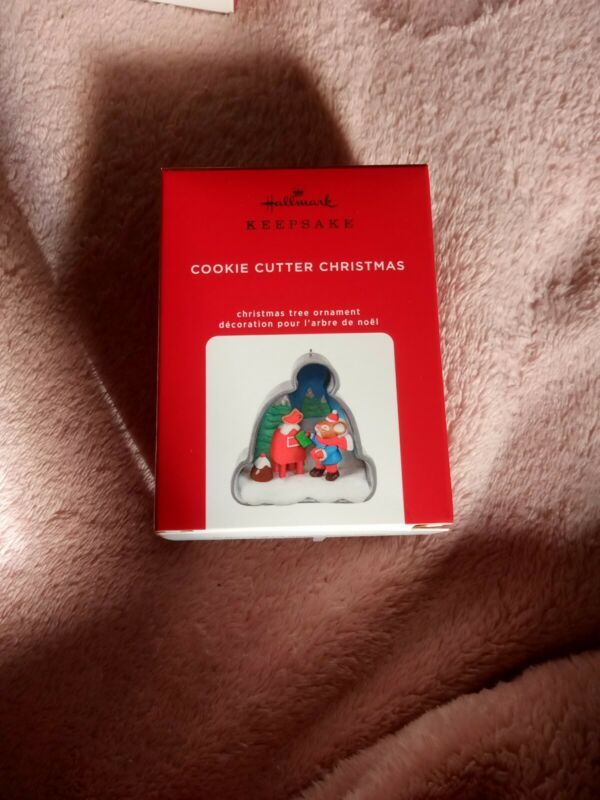 Hallmark
KEEPSAKE
COOKIE CUTTER CHRISTMAS
christmas tree ornament
décoration pour l'arbre de noël